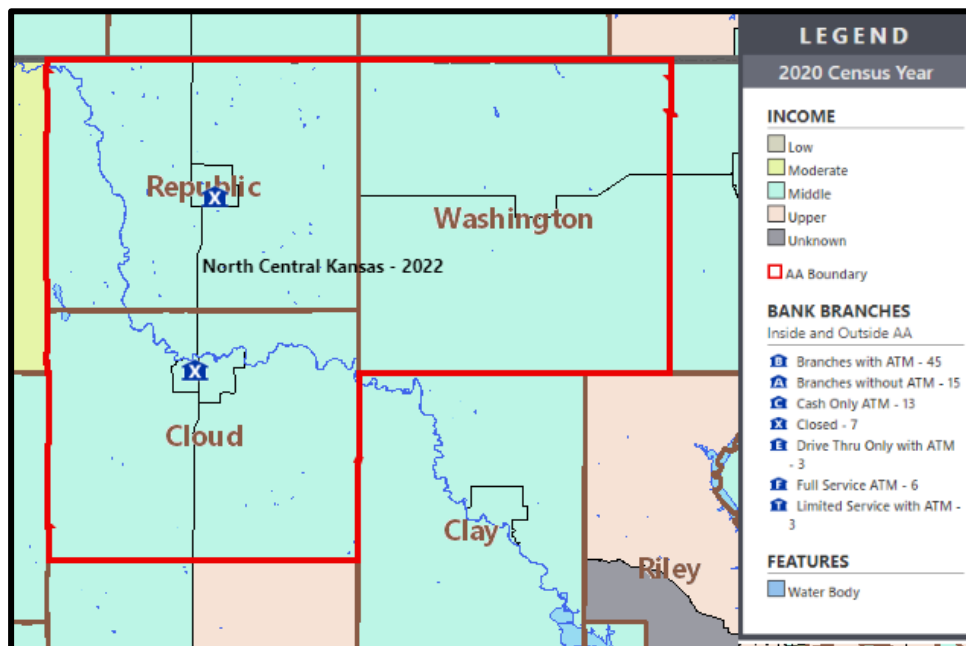 Republic
Washington
North Central Kansas - 2022
Cloud
Clay
Riley
LEGEND
2020 Census Year
INCOME
Low
Moderate
Middle
Upper
Unknown
AA Boundary
BANK BRANCHES
Inside and Outside AA
B Branches with ATM - 45
A Branches without ATM - 15
C Cash Only ATM - 13
X Closed - 7
E Drive Thru Only with ATM
- 3
F Full Service ATM - 6
T Limited Service with ATM -
3
FEATURES
Water Body
X
X